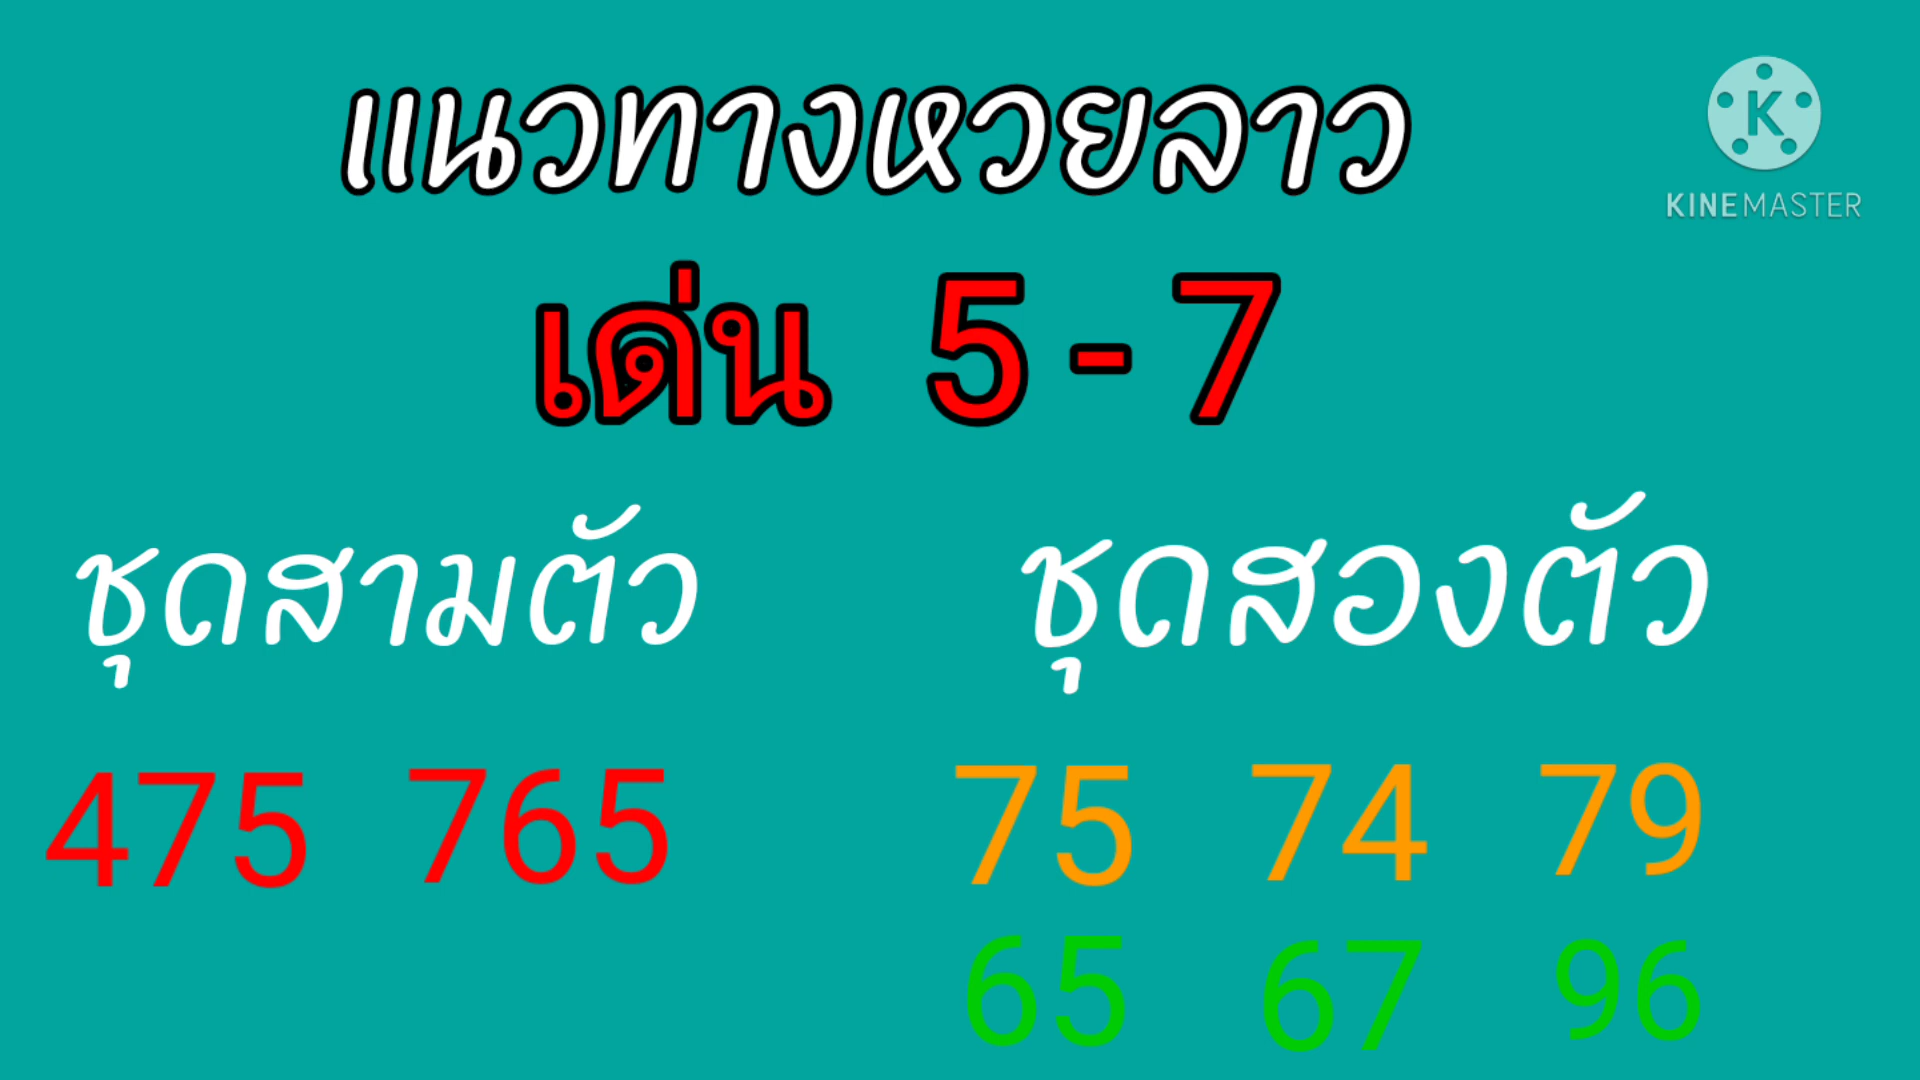 แนวทางหวยลาว
KINEMASTER
เด่น 5-7
ชุดสามตัว
ชุดสองตัว
475 765
75 74 79
65 67 96